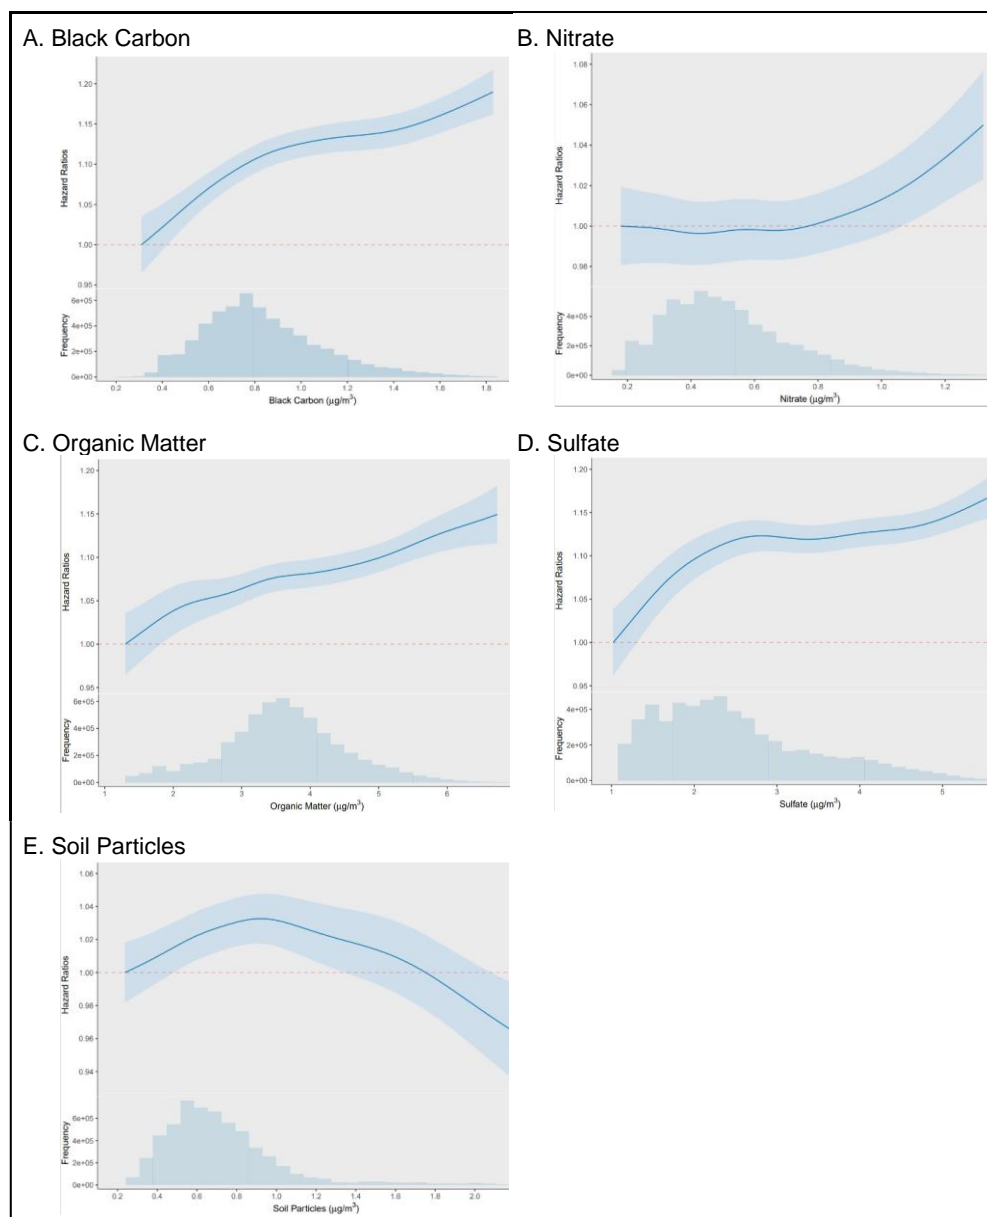 A. Black Carbon
1.20
1.15
1.10
1.05
1.00
0.95
Hazard Ratios
6e+05
4e+05
2e+05
0e+00
Frequency
0.2 0.4 0.6 0.8 1.0 1.2 1.4 1.6 1.8
Black Carbon (μg/m³)
B. Nitrate
1.08
1.06
1.04
1.02
1.00
0.98
Hazard Ratios
4e+05
2e+05
0e+00
Frequency
0.2 0.4 0.6 0.8 1.0 1.2
Nitrate (μg/m³)
C. Organic Matter
1.20
1.15
1.10
1.05
1.00
0.95
Hazard Ratios
6e+05
4e+05
2e+05
0e+00
Frequency
1 2 3 4 5 6
Organic Matter (μg/m³)
D. Sulfate
1.20
1.15
1.10
1.05
1.00
0.95
Hazard Ratios
4e+05
2e+05
0e+00
Frequency
1 2 3 4 5
Sulfate (μg/m³)
E. Soil Particles
1.06
1.04
1.02
1.00
0.98
0.96
0.94
Hazard Ratios
6e+05
4e+05
2e+05
0e+00
Frequency
0.2 0.4 0.6 0.8 1.0 1.2 1.4 1.6 1.8 2.0
Soil Particles (μg/m³)